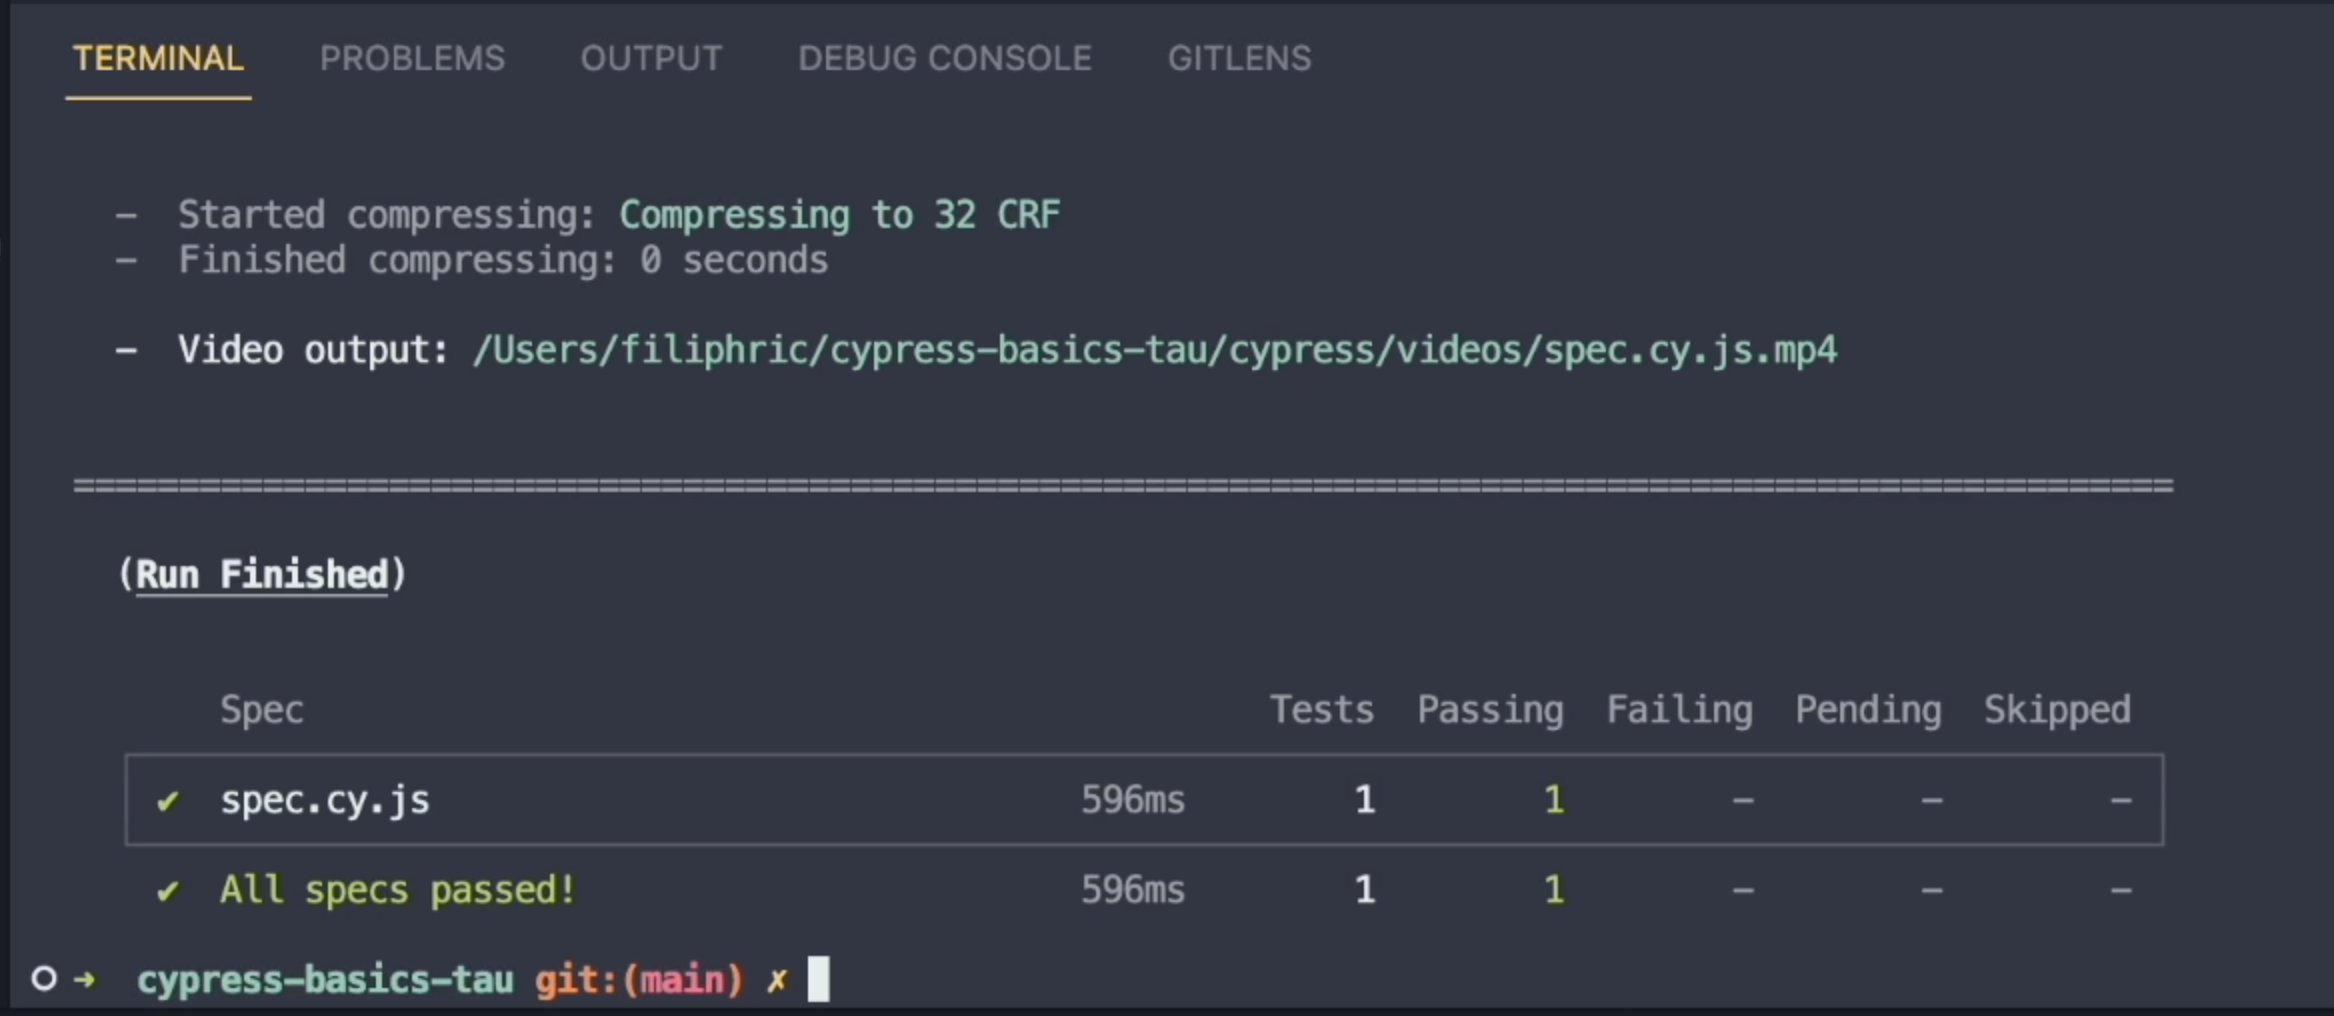 TERMINAL PROBLEMS OUTPUT DEBUG CONSOLE GITLENS
– Started compressing: Compressing to 32 CRF
– Finished compressing: 0 seconds
– Video output: /Users/filiphric/cypress-basics-tau/cypress/videos/spec.cy.js.mp4
====================================================================================================
(Run Finished)
Spec Tests Passing Failing Pending Skipped
✔ spec.cy.js 596ms 1 1 – – –
✔ All specs passed! 596ms 1 1 – – –
➜ cypress-basics-tau git:(main) ✗